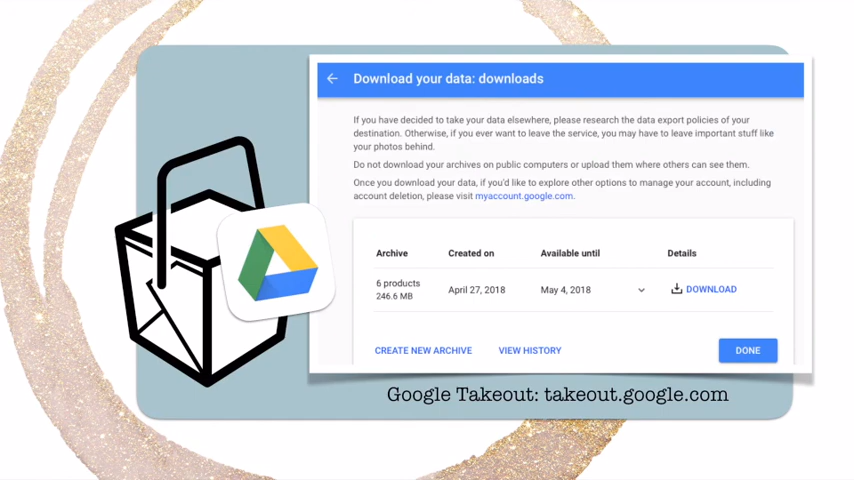 Download your data: downloads
If you have decided to take your data elsewhere, please research the data export policies of your
destination. Otherwise, if you ever want to leave the service, you may have to leave important stuff like
your photos behind.
Do not download your archives on public computers or upload them where others can see them.
Once you download your data, if you'd like to explore other options to manage your account, including
account deletion, please visit myaccount.google.com.
Archive Created on Available until Details
6 products
246.6 MB
April 27, 2018 May 4, 2018 DOWNLOAD
CREATE NEW ARCHIVE VIEW HISTORY DONE
Google Takeout: takeout.google.com